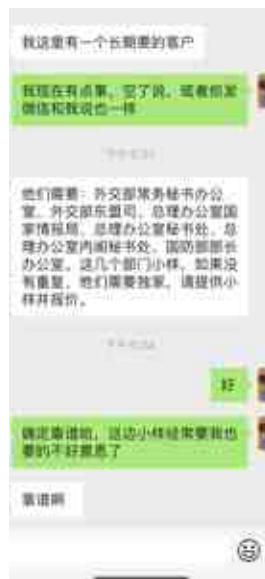 我这里有一个长期要的客户
我现在有点事，空了说，或者你发
微信和我说也一样
他们需要：外交部常务秘书办公
室、外交部东盟司、总理办公室国
家情报局、总理办公室秘书处、总
理办公室内阁秘书处、国防部部长
办公室，这几个部门小样，如果没
有重复，他们需要独家，请提供小
样并报价。
好
确定靠谱哈，这边小样经常要我也
要的不好意思了
靠谱啊